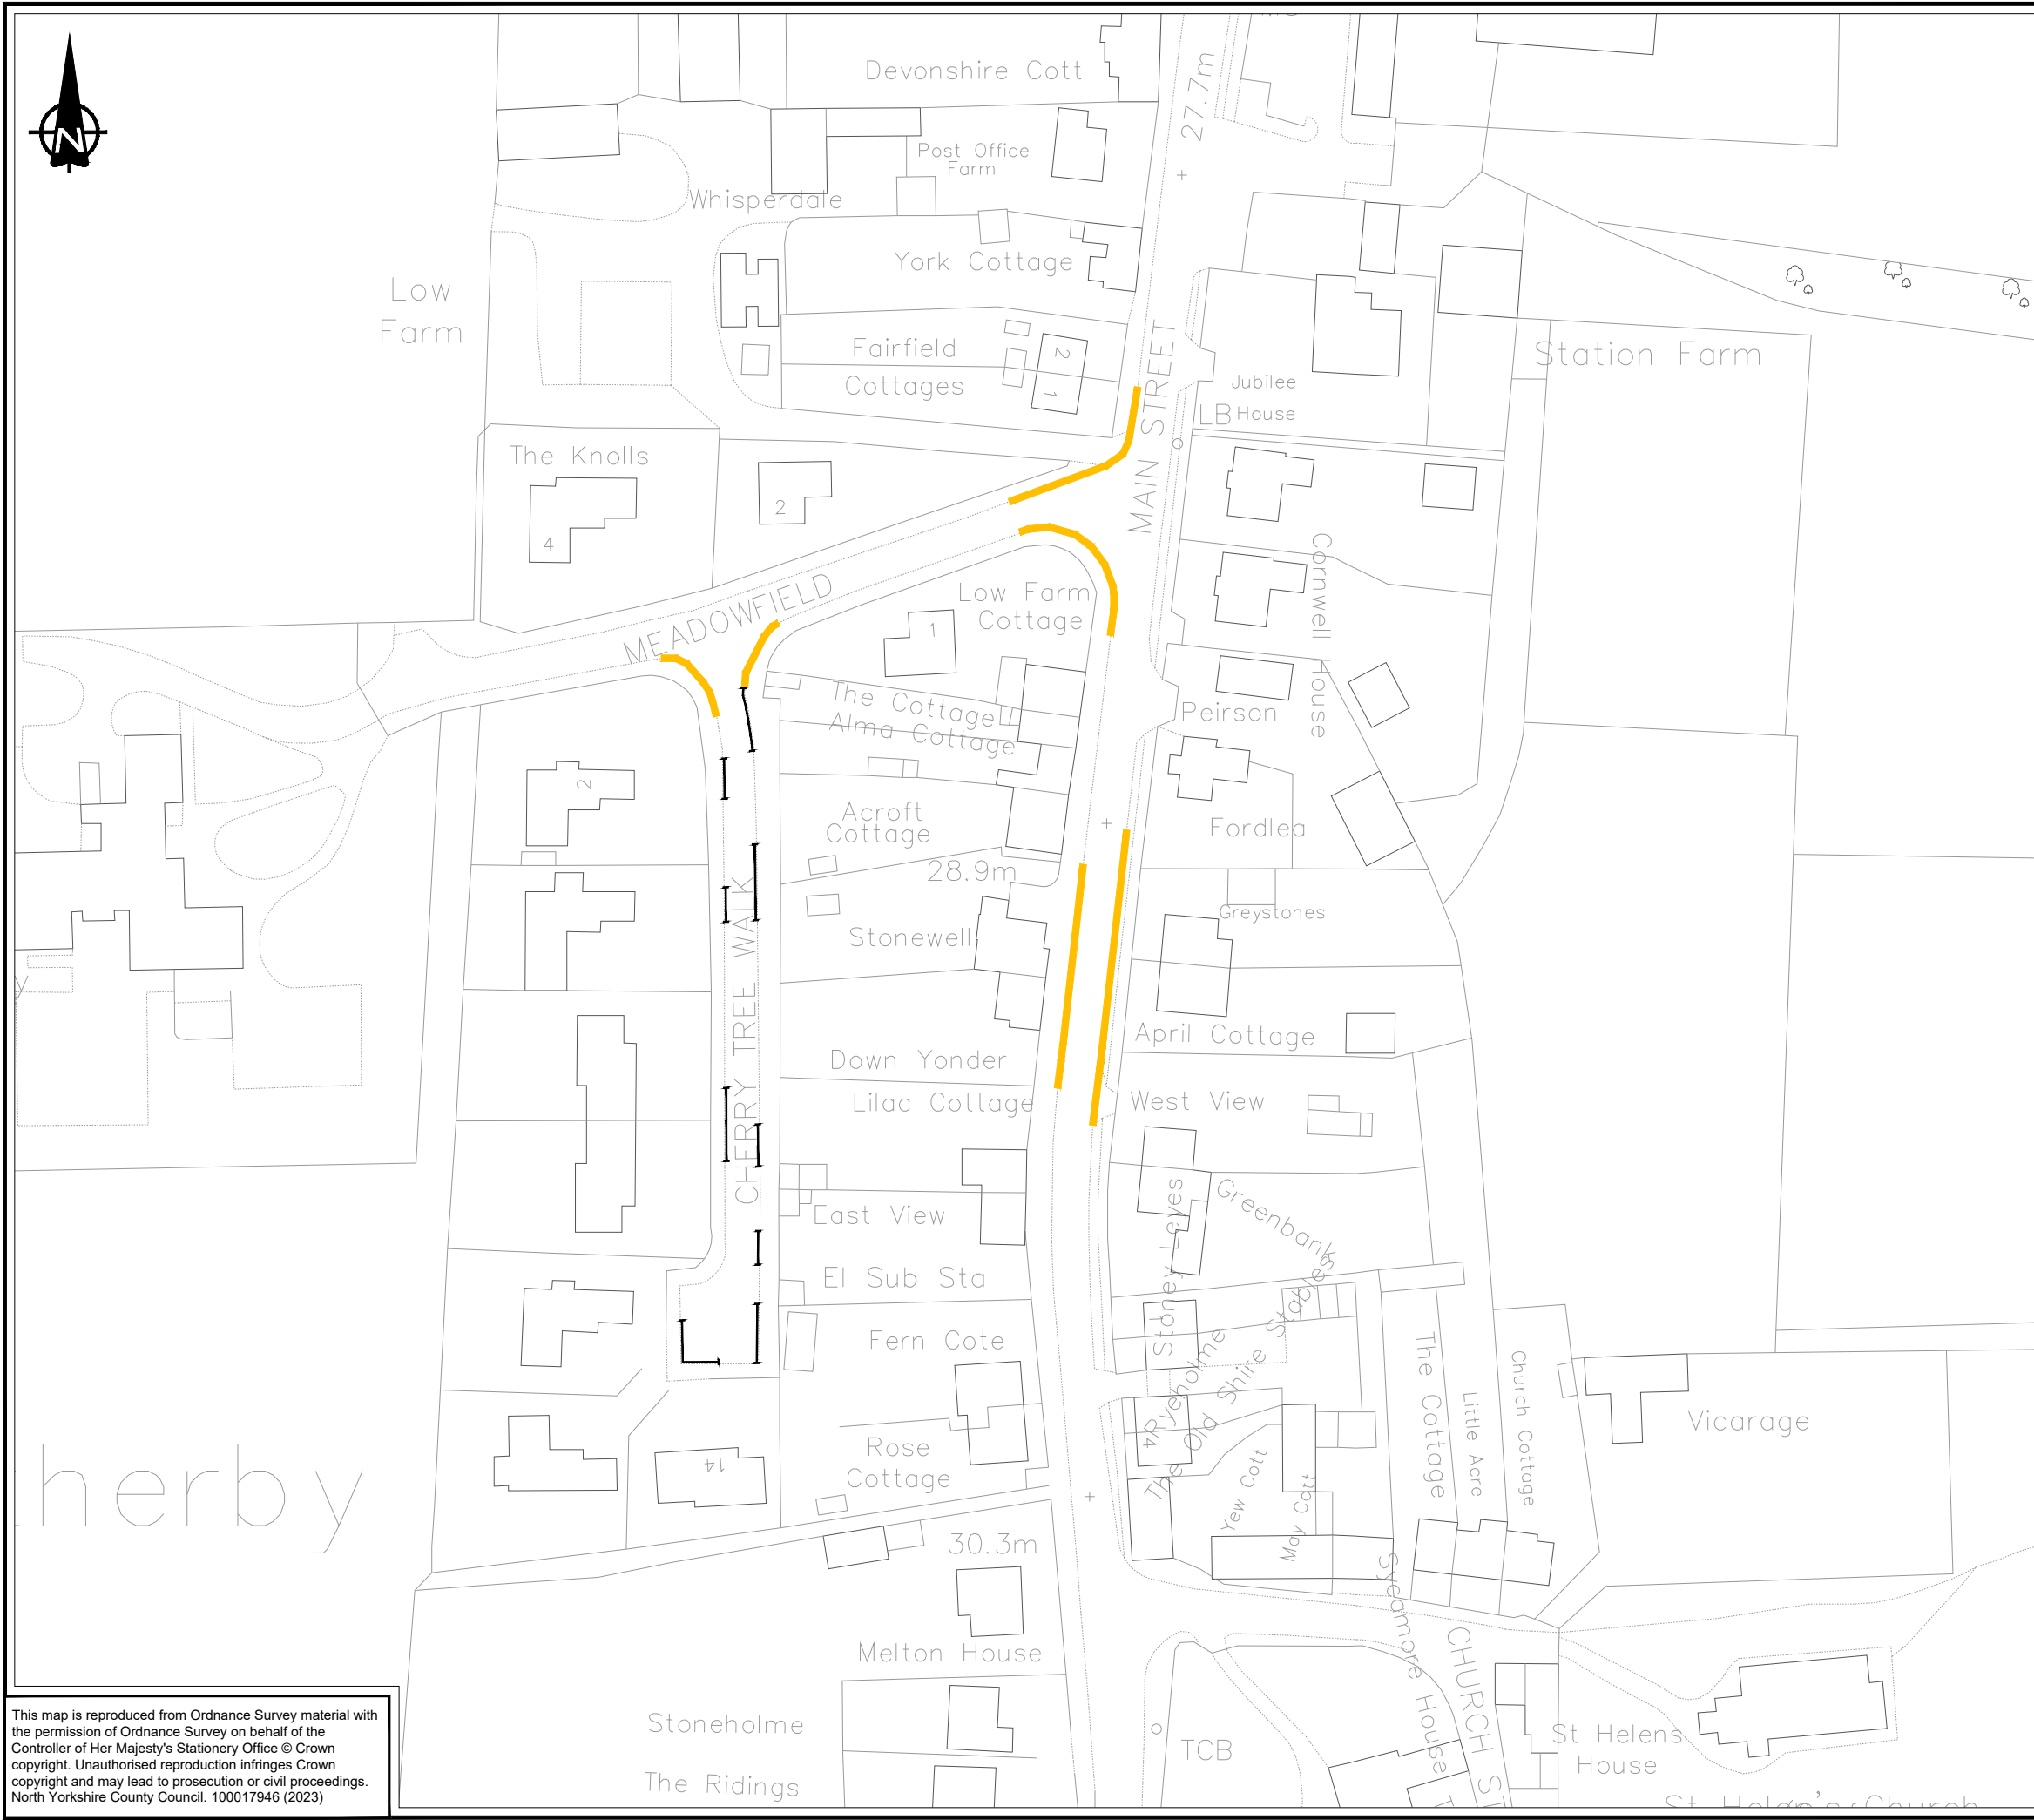 N
Devonshire Cott
27.7m
Post Office
Farm
Whisperdale
York Cottage
Low
Farm
Fairfield
Cottages
2
1
MAIN STREET
Station Farm
Jubilee
House
LB
The Knolls
4
2
MEADOWFIELD
Low Farm
Cottage
1
Cornwell House
The Cottage
Alma Cottage
Peirson
2
Acroft
Cottage
28.9m
Fordlea
Greystones
Stonewell
CHERRY TREE WALK
April Cottage
Down Yonder
Lilac Cottage
West View
East View
Stoney Leyes
Greenbanks
El Sub Sta
Fern Cote
Ryeholme
The Old Shire Stables
The Cottage
Little Acre
Church Cottage
Vicarage
Rose
Cottage
14
14
herby
Yew Cott
May Cott
30.3m
Sycamore House
Melton House
CHURCH ST
Stoneholme
TCB
St Helens
House
The Ridings
St Helen's Church
This map is reproduced from Ordnance Survey material with
the permission of Ordnance Survey on behalf of the
Controller of Her Majesty's Stationery Office © Crown
copyright. Unauthorised reproduction infringes Crown
copyright and may lead to prosecution or civil proceedings.
North Yorkshire County Council. 100017946 (2023)